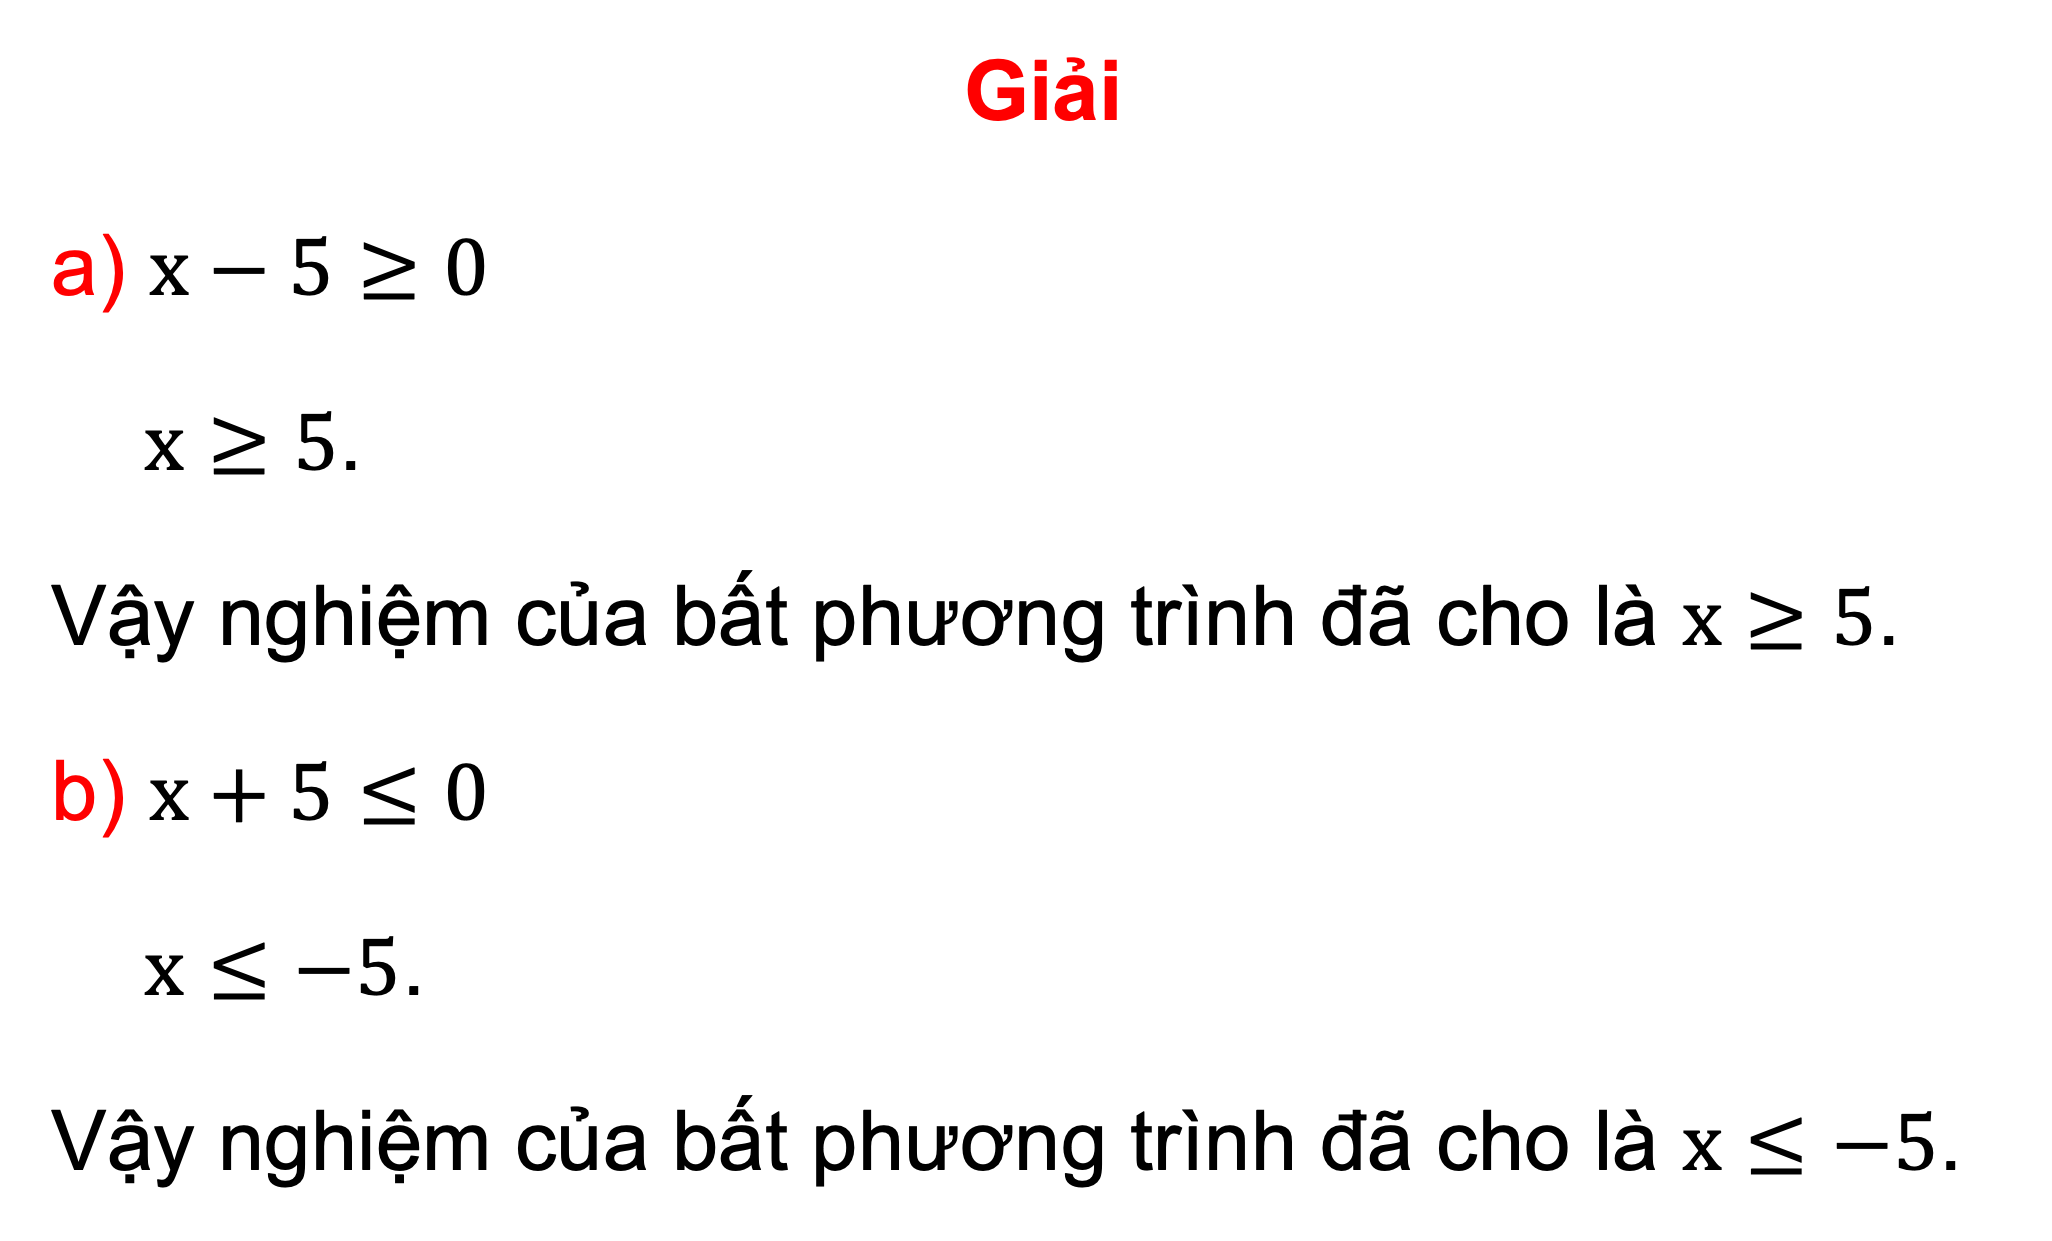 Giải
a) x − 5 ≥ 0
x ≥ 5.
Vậy nghiệm của bất phương trình đã cho là x ≥ 5.
b) x + 5 ≤ 0
x ≤ −5.
Vậy nghiệm của bất phương trình đã cho là x ≤ −5.